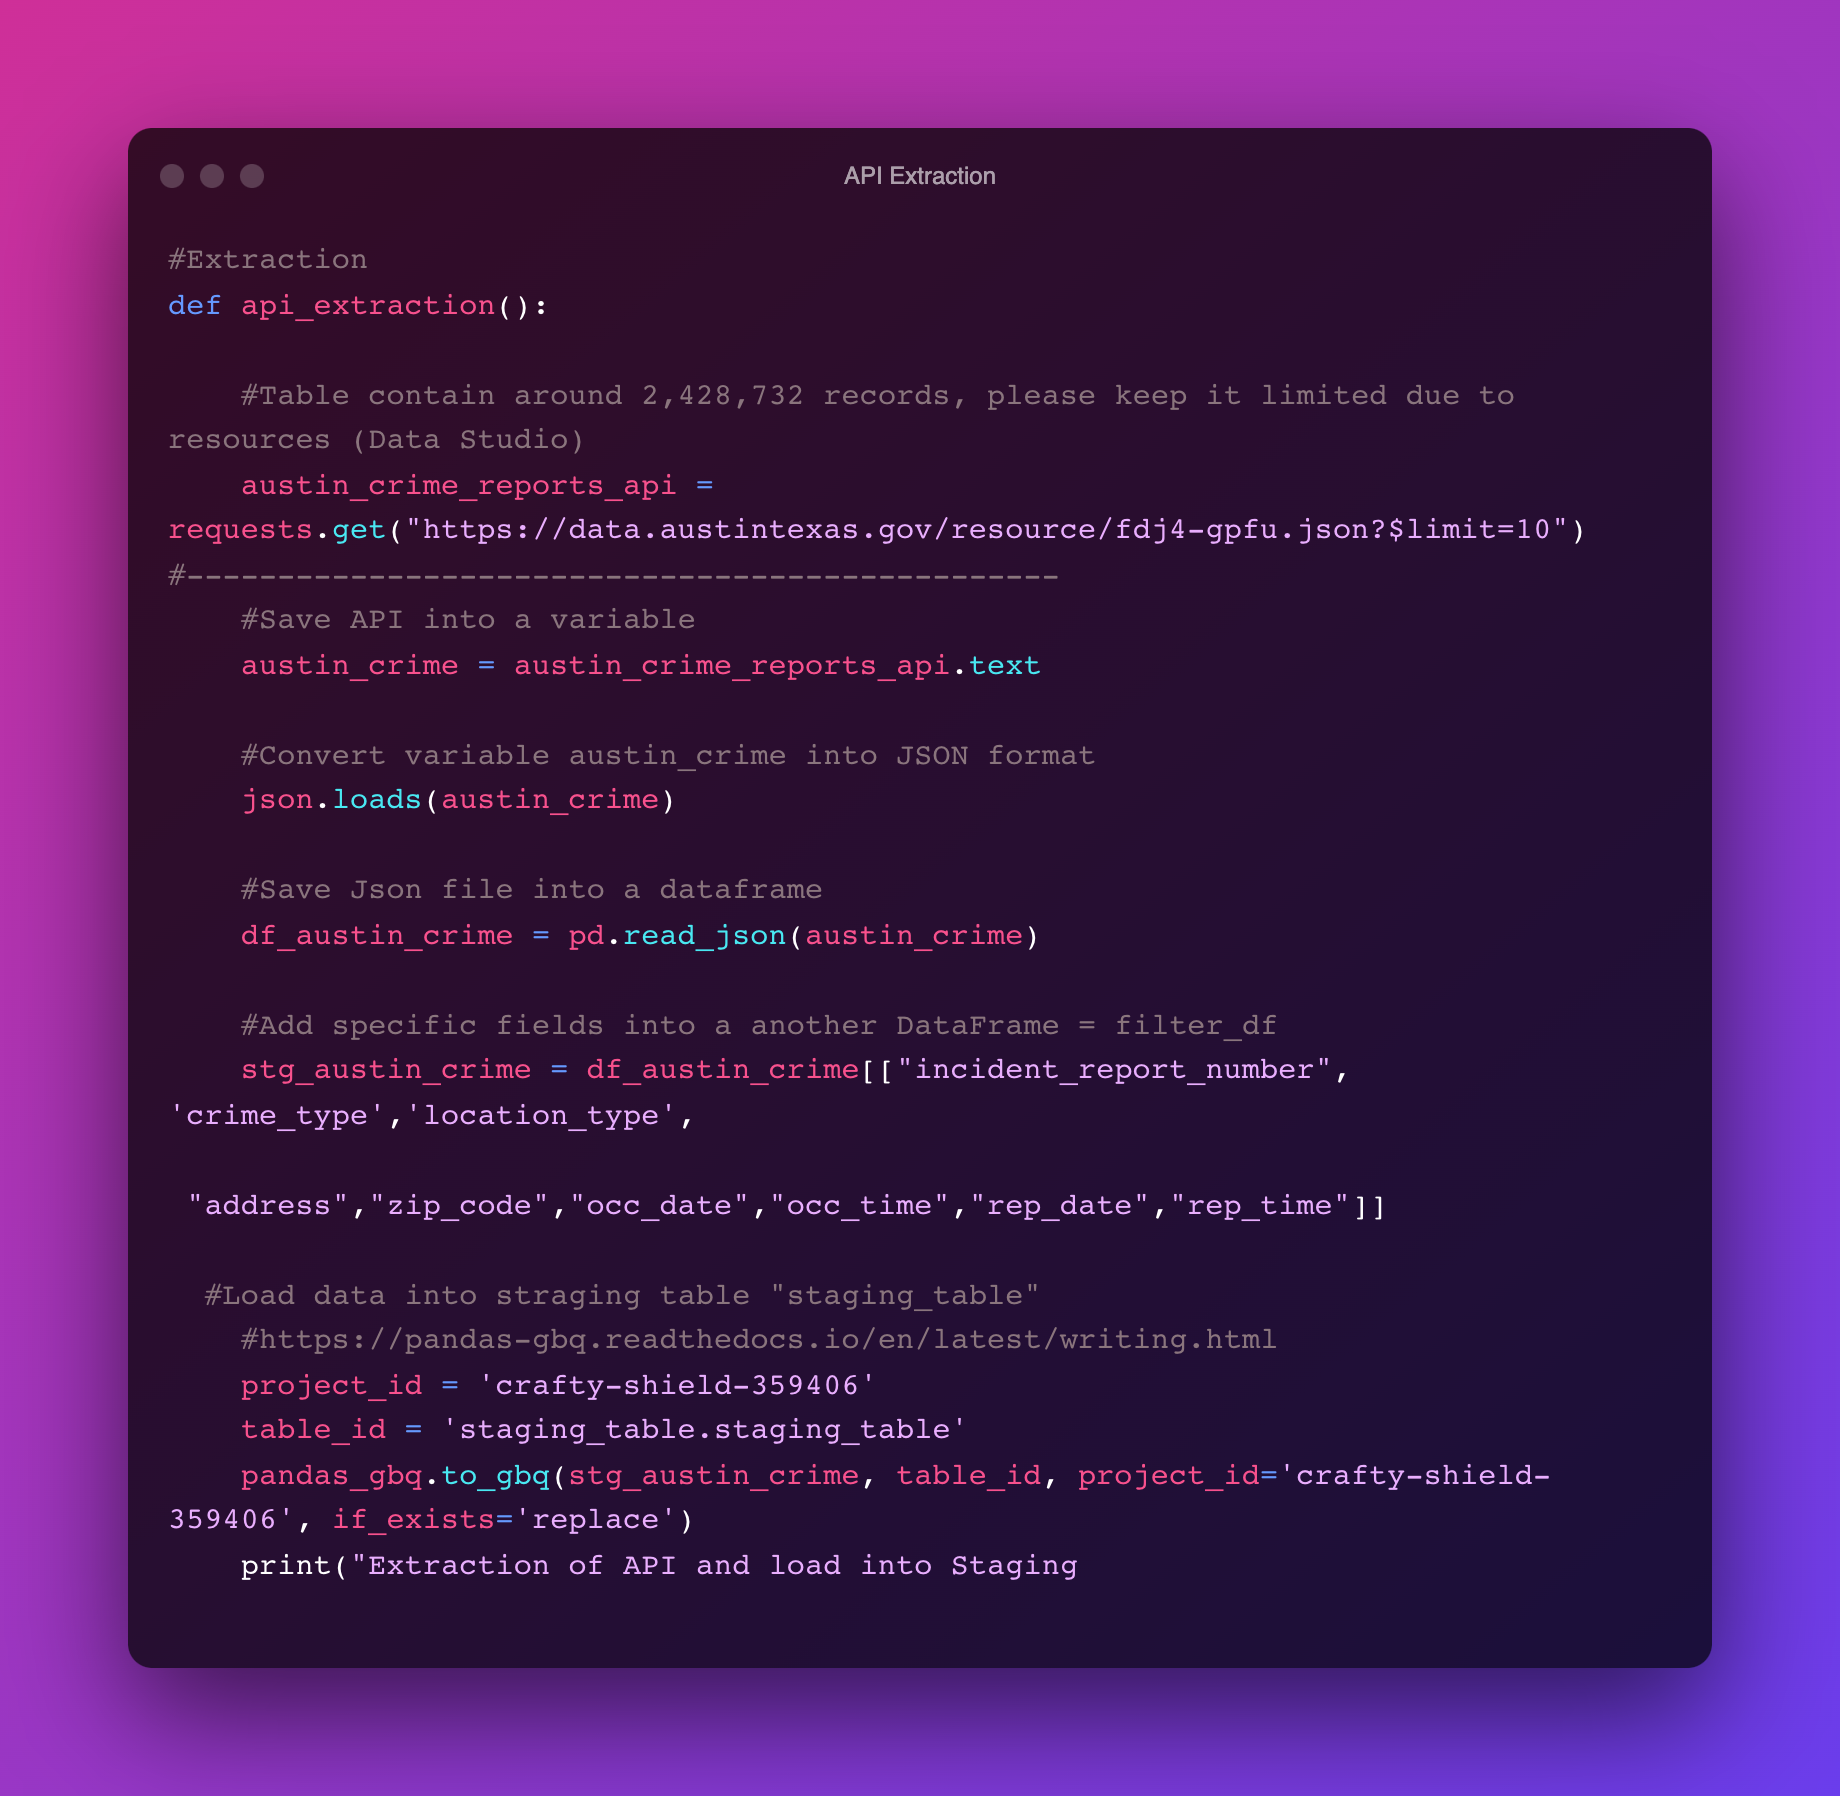 API Extraction
#Extraction
def api_extraction():
    #Table contain around 2,428,732 records, please keep it limited due to
resources (Data Studio)
    austin_crime_reports_api =
requests.get("https://data.austintexas.gov/resource/fdj4-gpfu.json?$limit=10")
#------------------------------------------------
    #Save API into a variable
    austin_crime = austin_crime_reports_api.text
    #Convert variable austin_crime into JSON format
    json.loads(austin_crime)
    #Save Json file into a dataframe
    df_austin_crime = pd.read_json(austin_crime)
    #Add specific fields into a another DataFrame = filter_df
    stg_austin_crime = df_austin_crime[["incident_report_number",
'crime_type','location_type',
 "address","zip_code","occ_date","occ_time","rep_date","rep_time"]]
  #Load data into straging table "staging_table"
    #https://pandas-gbq.readthedocs.io/en/latest/writing.html
    project_id = 'crafty-shield-359406'
    table_id = 'staging_table.staging_table'
    pandas_gbq.to_gbq(stg_austin_crime, table_id, project_id='crafty-shield-
359406', if_exists='replace')
    print("Extraction of API and load into Staging